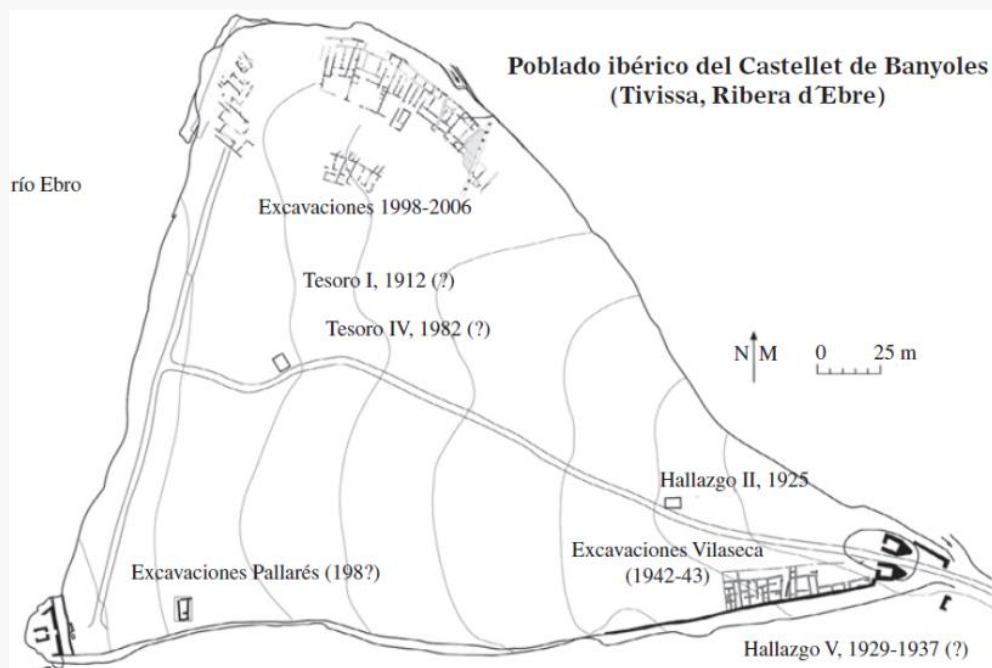 Poblado ibérico del Castellet de Banyoles
(Tivissa, Ribera d´Ebre)
río Ebro
Excavaciones 1998-2006
Tesoro I, 1912 (?)
Tesoro IV, 1982 (?)
N M
0 25 m
Hallazgo II, 1925
Excavaciones Vilaseca
(1942-43)
Excavaciones Pallarés (198?)
Hallazgo V, 1929-1937 (?)